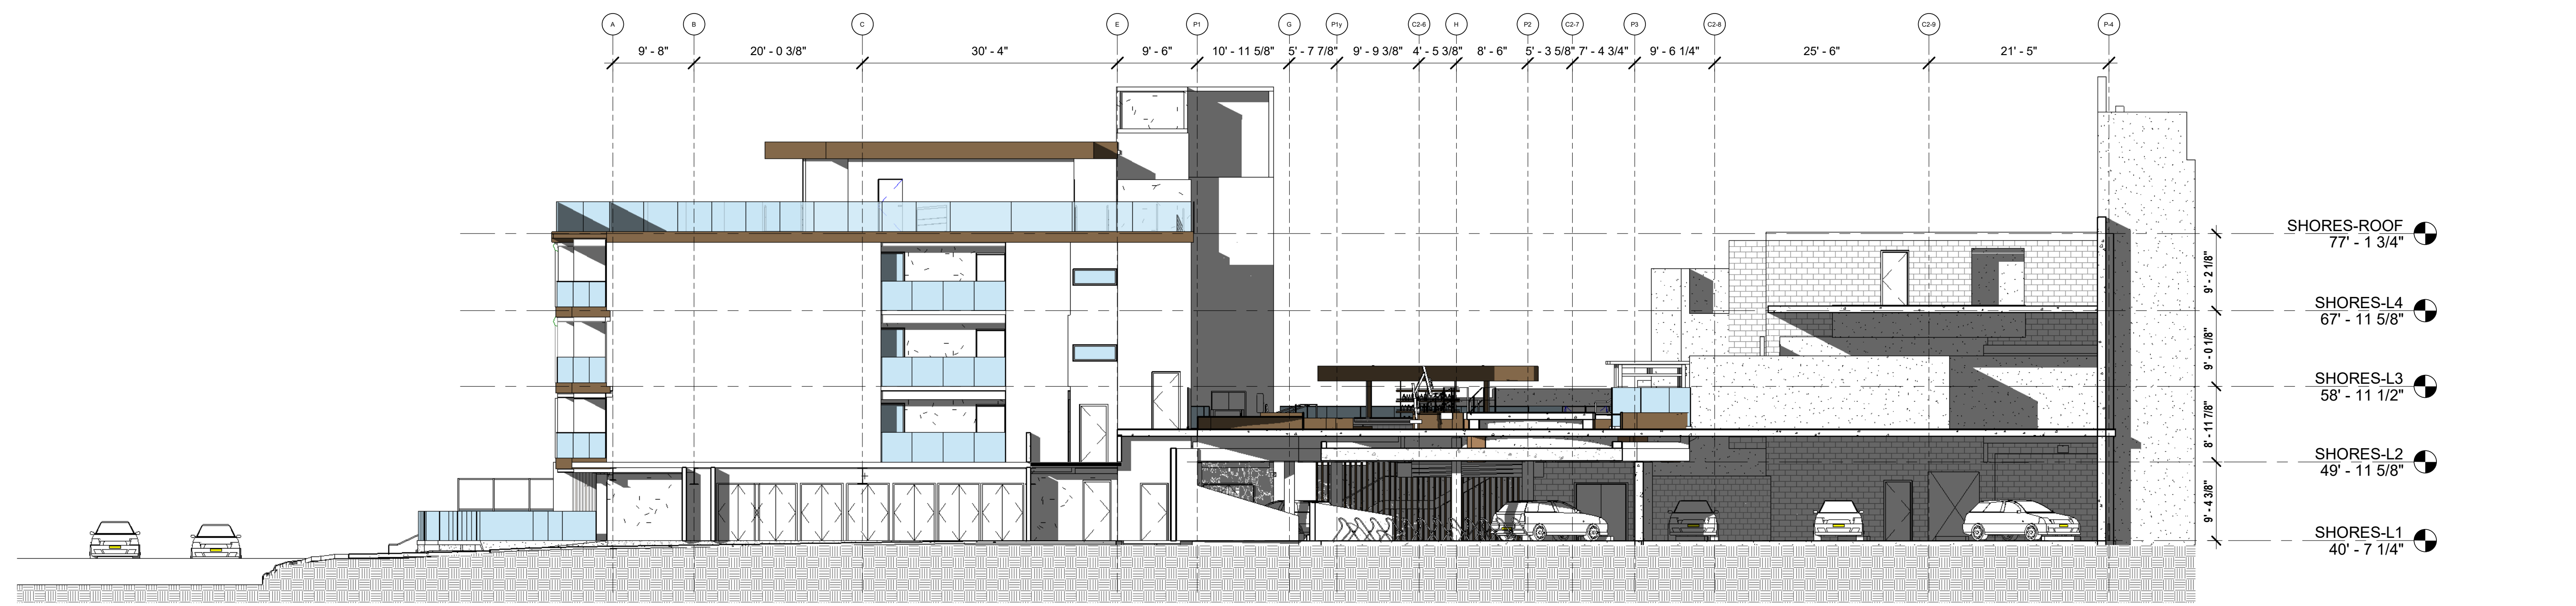 A B C E P1 G P1y C2-6 H P2 C2-7 P3 C2-8 C2-9 P-4
9' - 8" 20' - 0 3/8" 30' - 4" 9' - 6" 10' - 11 5/8" 5' - 7 7/8" 9' - 9 3/8" 4' - 5 3/8" 8' - 6" 5' - 3 5/8" 7' - 4 3/4" 9' - 6 1/4" 25' - 6" 21' - 5"
SHORES-ROOF
77' - 1 3/4"
9' - 2 1/8"
SHORES-L4
67' - 11 5/8"
9' - 0 1/8"
SHORES-L3
58' - 11 1/2"
8' - 11 7/8"
SHORES-L2
49' - 11 5/8"
9' - 4 3/8"
SHORES-L1
40' - 7 1/4"